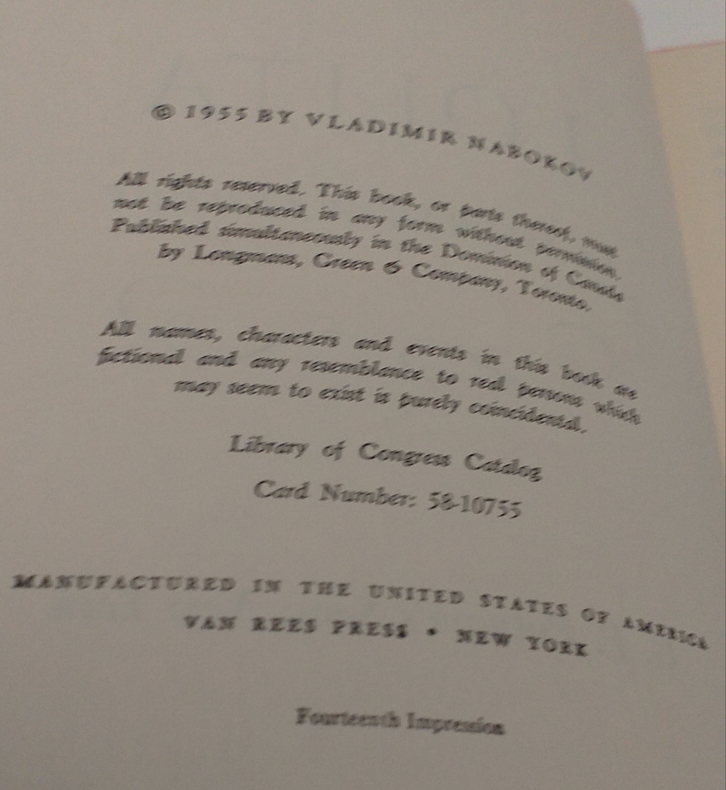 © 1955 BY VLADIMIR NABOKOV
All rights reserved. This book, or parts thereof, must
not be reproduced in any form without permission.
Published simultaneously in the Dominion of Canada
by Longmans, Green & Company, Toronto.
All names, characters and events in this book are
fictional and any resemblance to real persons which
may seem to exist is purely coincidental.
Library of Congress Catalog
Card Number: 58-10755
MANUFACTURED IN THE UNITED STATES OF AMERICA
VAN REES PRESS • NEW YORK
Fourteenth Impression